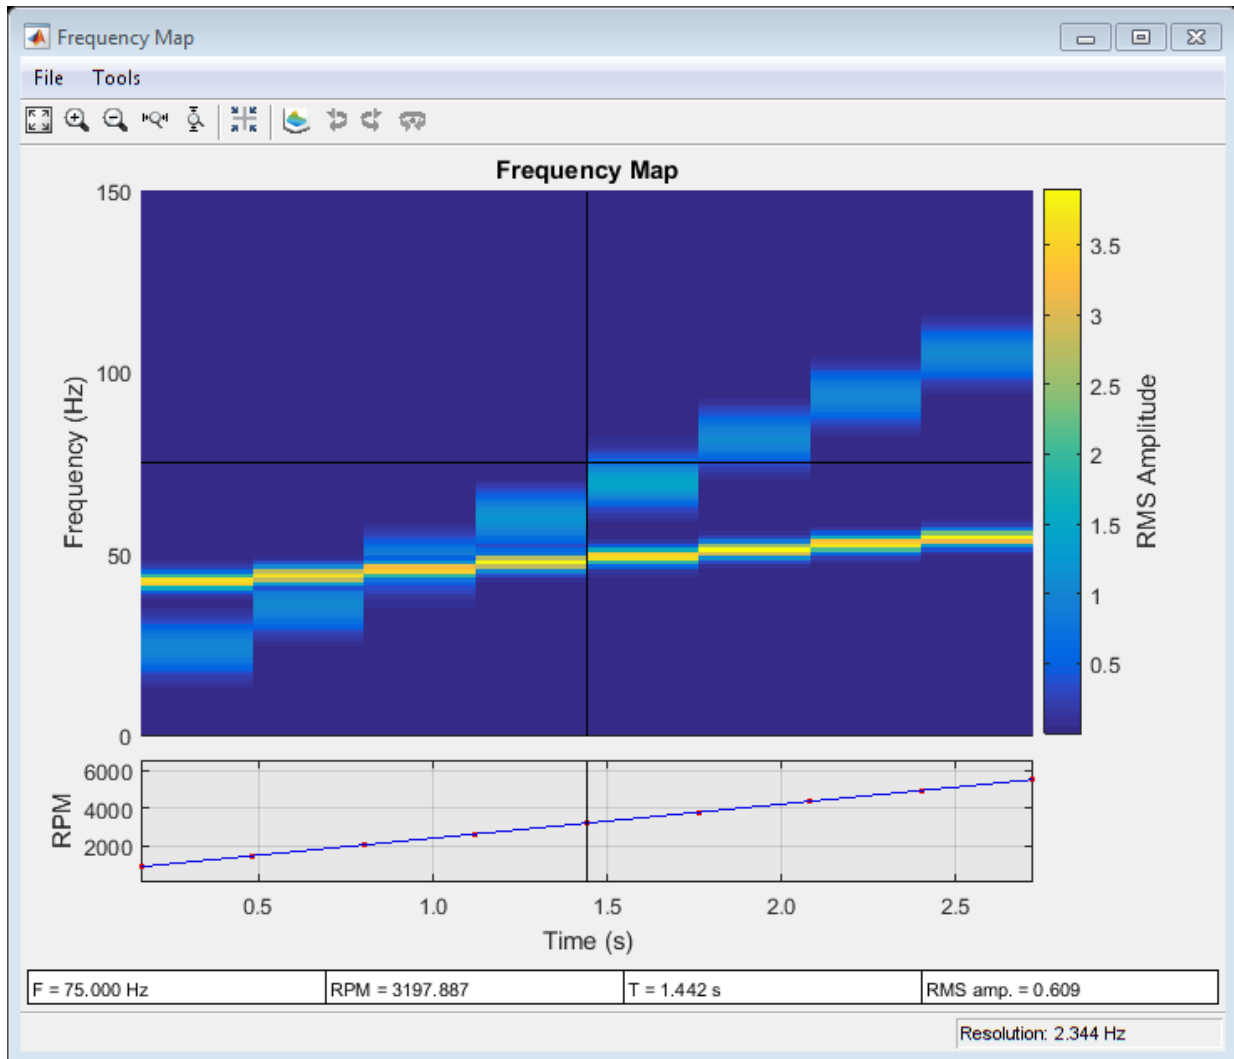 Frequency Map
File Tools
Frequency Map
150
100
50
0
Frequency (Hz)
3.5
3
2.5
2
1.5
1
0.5
RMS Amplitude
6000
4000
2000
RPM
0.5 1.0 1.5 2.0 2.5
Time (s)
F = 75.000 Hz RPM = 3197.887 T = 1.442 s RMS amp. = 0.609
Resolution: 2.344 Hz